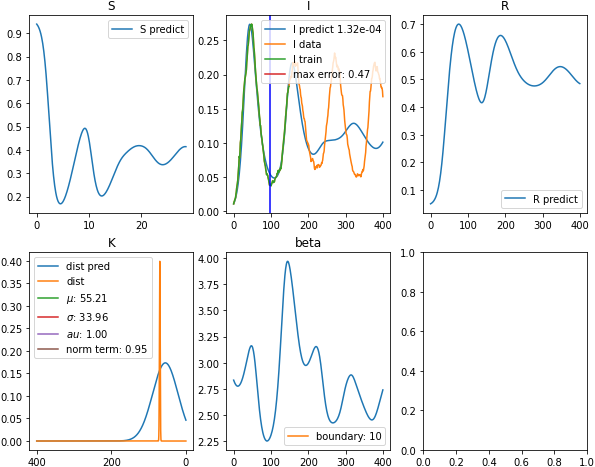 S
I
R
S predict
I predict 1.32e-04
I data
I train
max error: 0.47
R predict
0.9
0.8
0.7
0.6
0.5
0.4
0.3
0.2
0 10 20
0.25
0.20
0.15
0.10
0.05
0.00
0 100 200 300 400
0.7
0.6
0.5
0.4
0.3
0.2
0.1
0 100 200 300 400
K
beta
dist pred
dist
μ: 55.21
σ: 33.96
au: 1.00
norm term: 0.95
boundary: 10
0.40
0.35
0.30
0.25
0.20
0.15
0.10
0.05
0.00
400 200 0
4.00
3.75
3.50
3.25
3.00
2.75
2.50
2.25
0 100 200 300 400
1.0
0.8
0.6
0.4
0.2
0.0
0.0 0.2 0.4 0.6 0.8 1.0